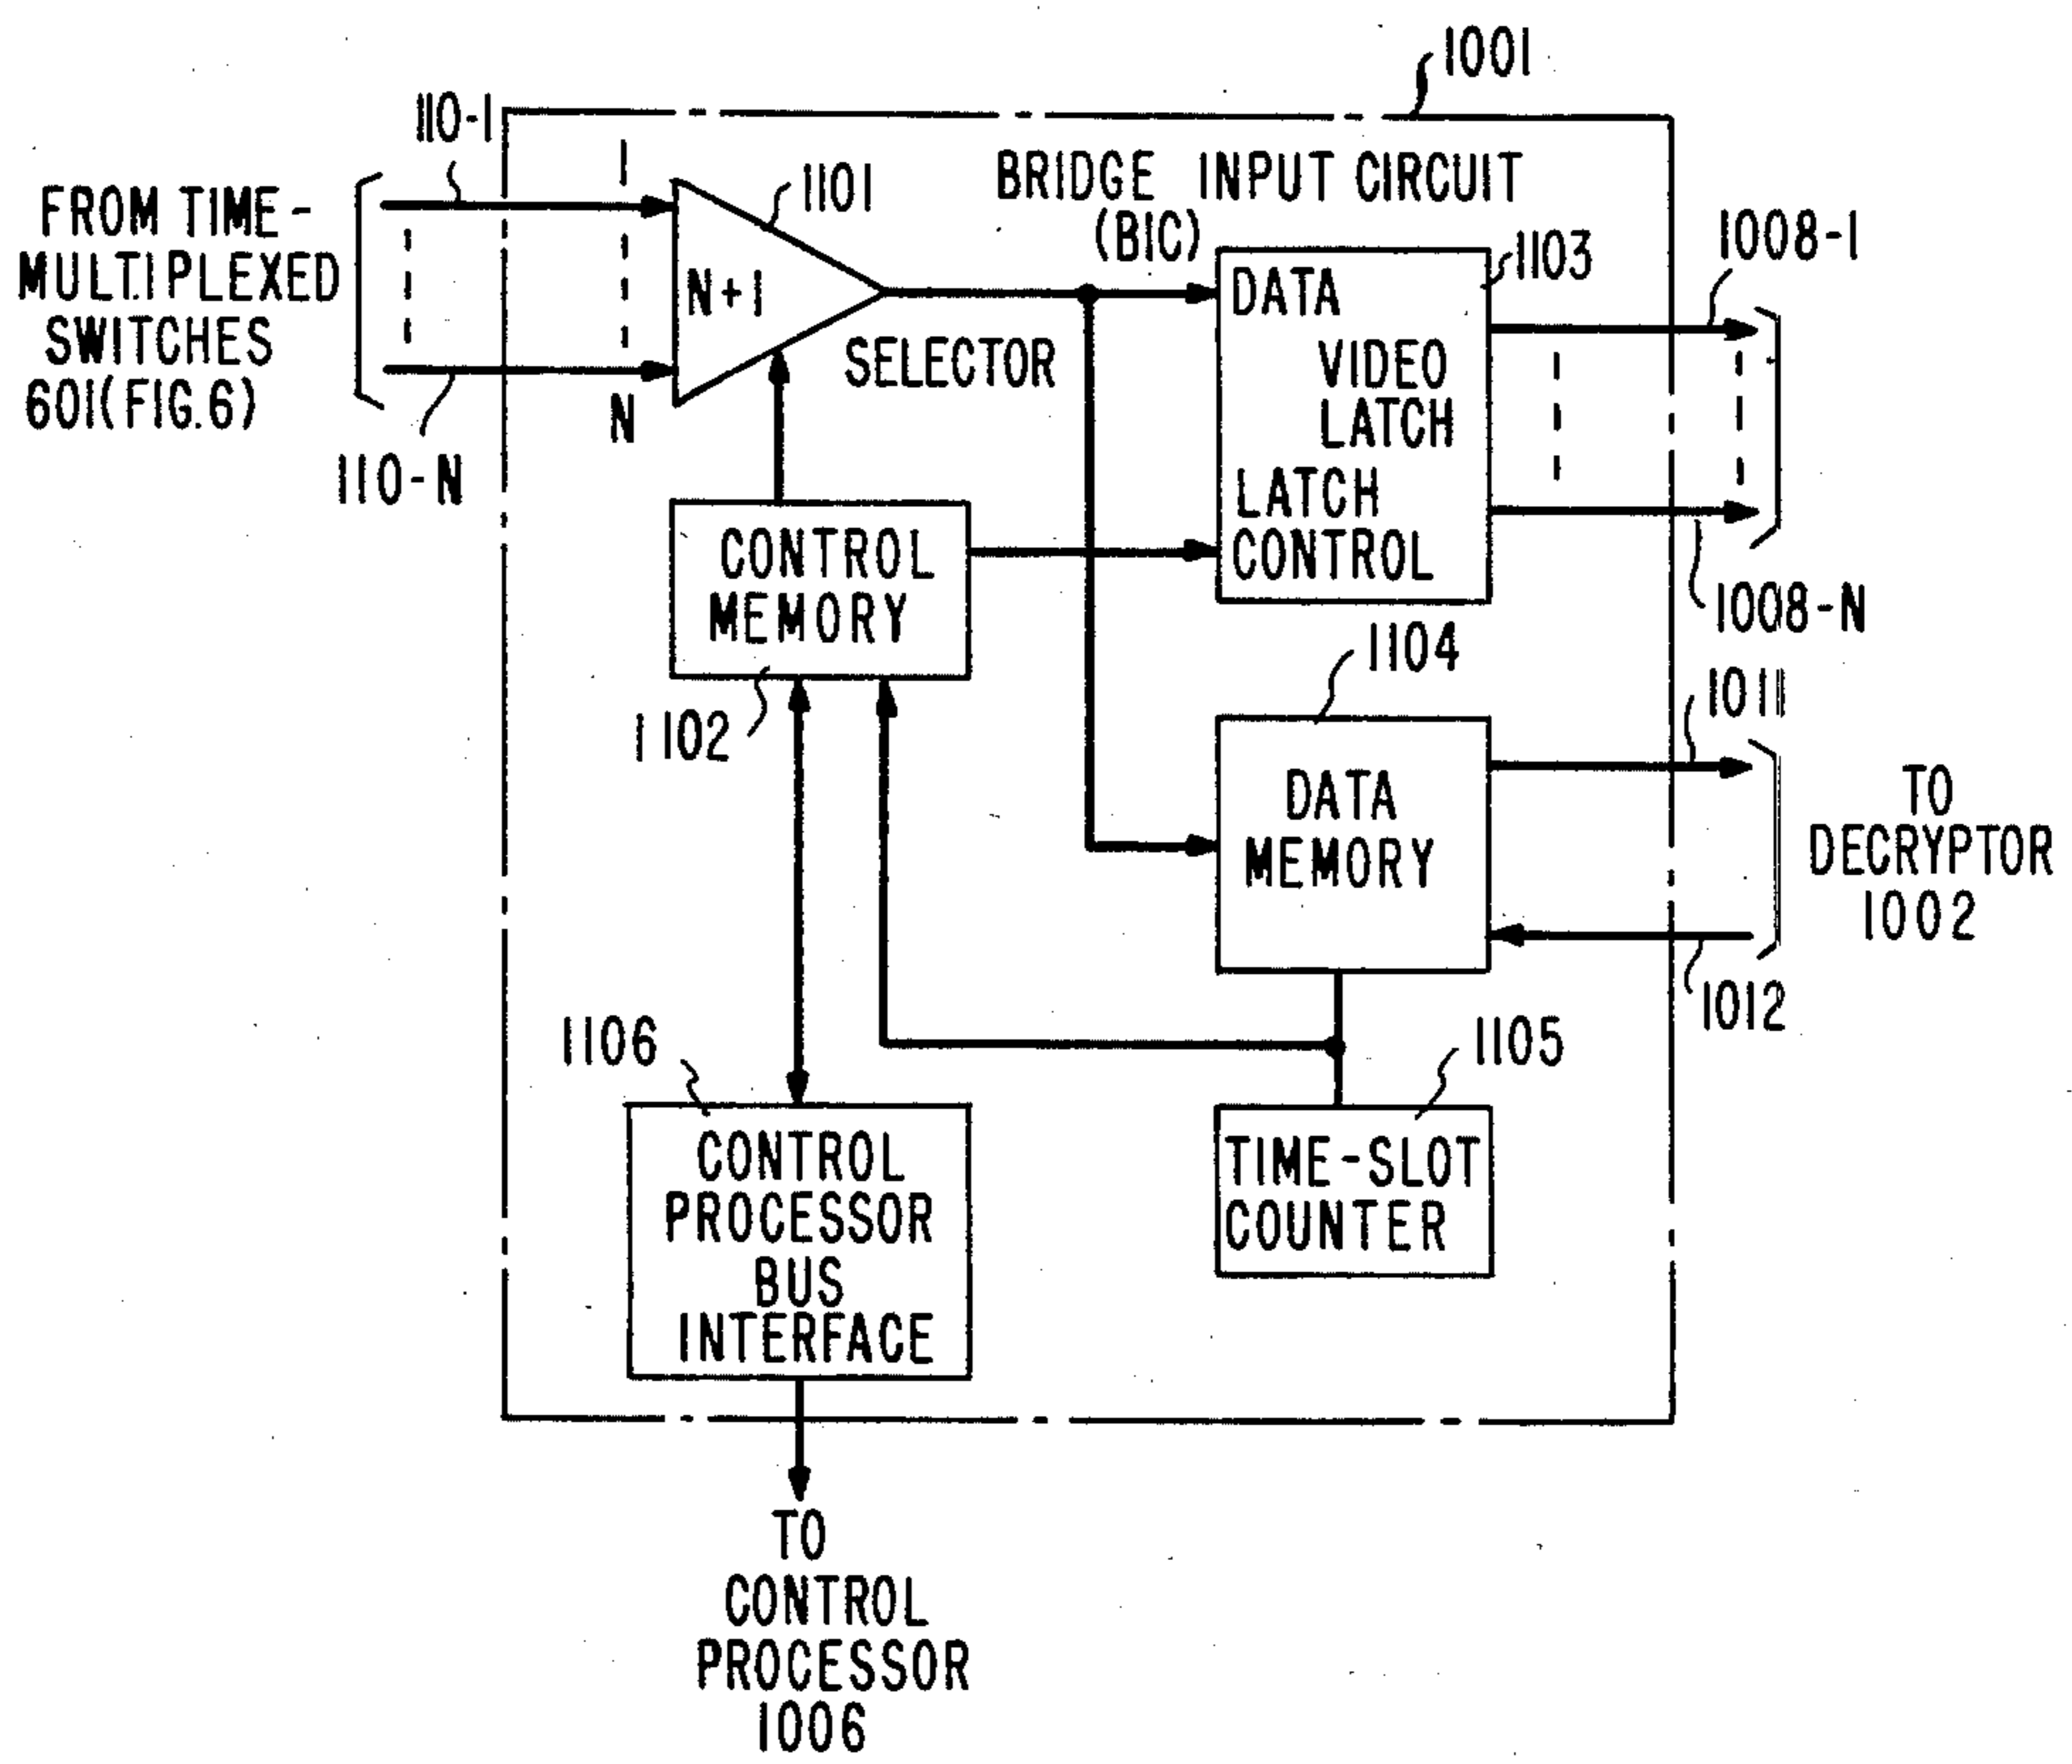 1001
110-1
1
FROM TIME-
MULTIPLEXED
SWITCHES
601(FIG.6)
110-N
N
N+1
1101
SELECTOR
BRIDGE INPUT CIRCUIT
(BIC)
1103
DATA
VIDEO
LATCH
LATCH
CONTROL
1008-1
1008-N
CONTROL
MEMORY
1102
1104
DATA
MEMORY
1011
TO
DECRYPTOR
1002
1012
1106
CONTROL
PROCESSOR
BUS
INTERFACE
1105
TIME-SLOT
COUNTER
TO
CONTROL
PROCESSOR
1006